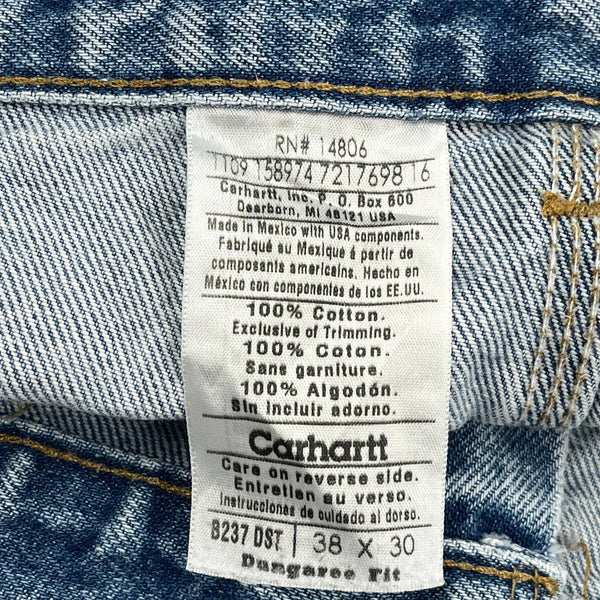 RN# 14806
1109 158974 7217698 16
Carhartt, Inc. P. O. Box 600
Dearborn, MI 48121 USA
Made in Mexico with USA components.
Fabriqué au Mexique á partir de
composants americains. Hecho en
México con componentes de los EE.UU.
100% Cotton.
Exclusive of Trimming.
100% Coton.
Sans garniture.
100% Algodón.
Sin incluir adorno.
Carhartt
Care on reverse side.
Entretien au verso.
Instrucciones de cuidado al dorso.
B237 DST | 38 X 30
Dungaree Fit